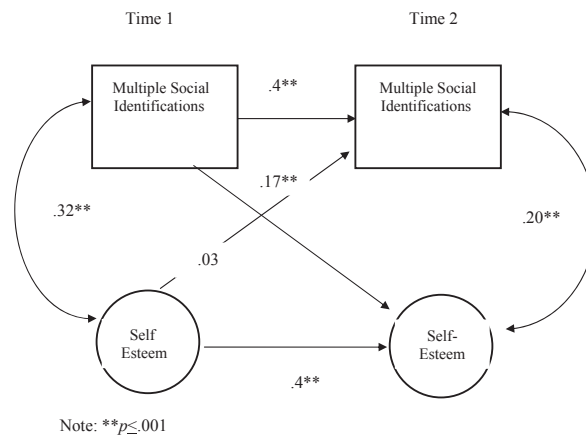 Time 1
Time 2
Multiple Social
Identifications
.4**
Multiple Social
Identifications
.17**
.32**
.20**
.03
Self
Esteem
Self-
Esteem
.4**
Note: **p≤.001